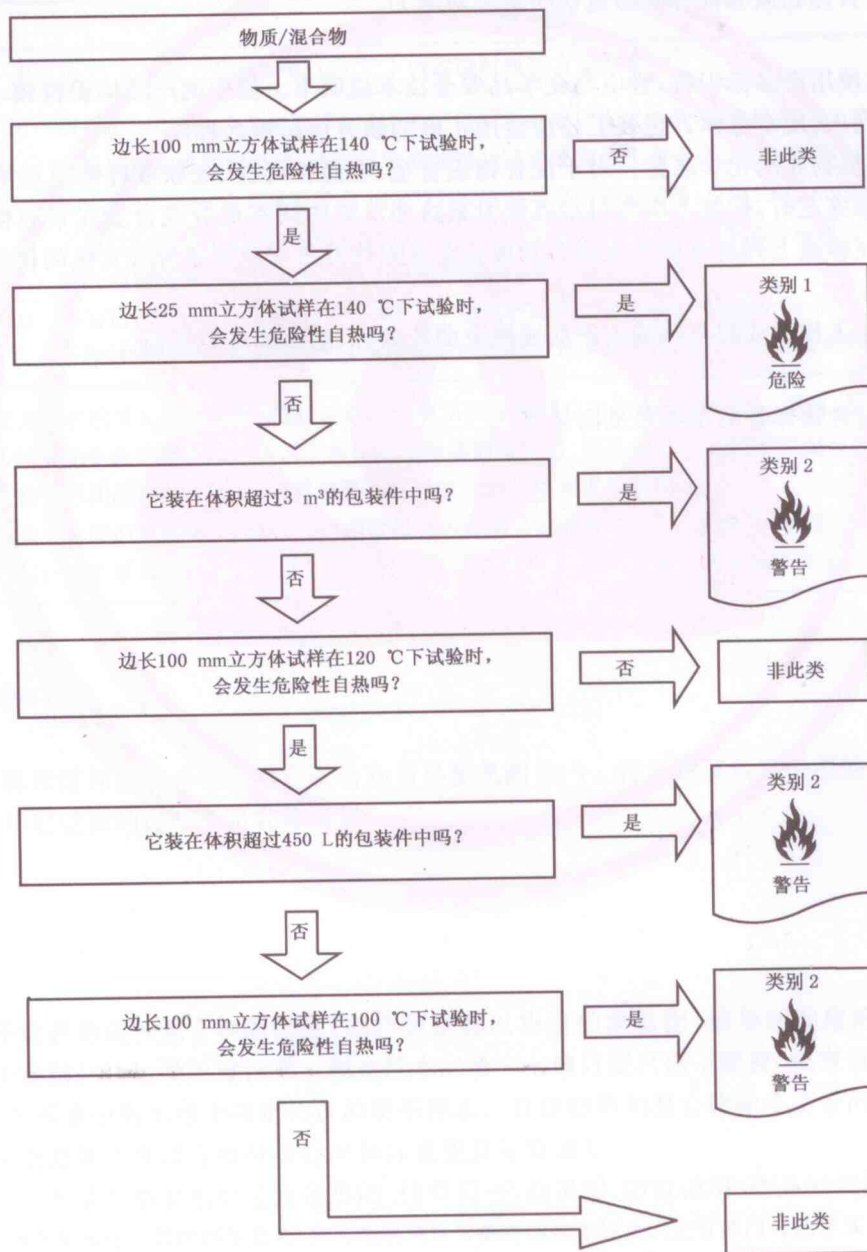 物质/混合物
边长100 mm立方体试样在140 ℃下试验时，
会发生危险性自热吗？
否
非此类
是
边长25 mm立方体试样在140 ℃下试验时，
会发生危险性自热吗？
是
类别1
危险
否
它装在体积超过3 m³的包装件中吗？
是
类别2
警告
否
边长100 mm立方体试样在120 ℃下试验时，
会发生危险性自热吗？
否
非此类
是
它装在体积超过450 L的包装件中吗？
是
类别2
警告
否
边长100 mm立方体试样在100 ℃下试验时，
会发生危险性自热吗？
是
类别2
警告
否
非此类